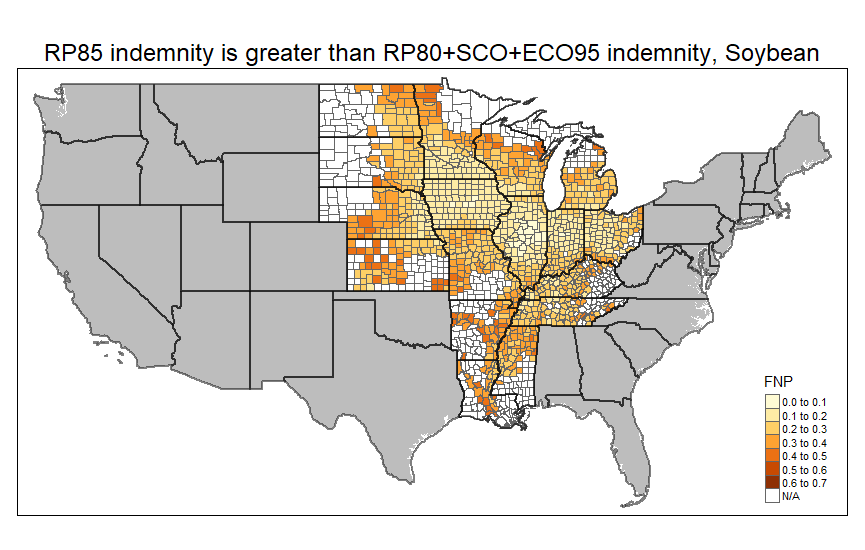 RP85 indemnity is greater than RP80+SCO+ECO95 indemnity, Soybean
FNP
0.0 to 0.1
0.1 to 0.2
0.2 to 0.3
0.3 to 0.4
0.4 to 0.5
0.5 to 0.6
0.6 to 0.7
N/A